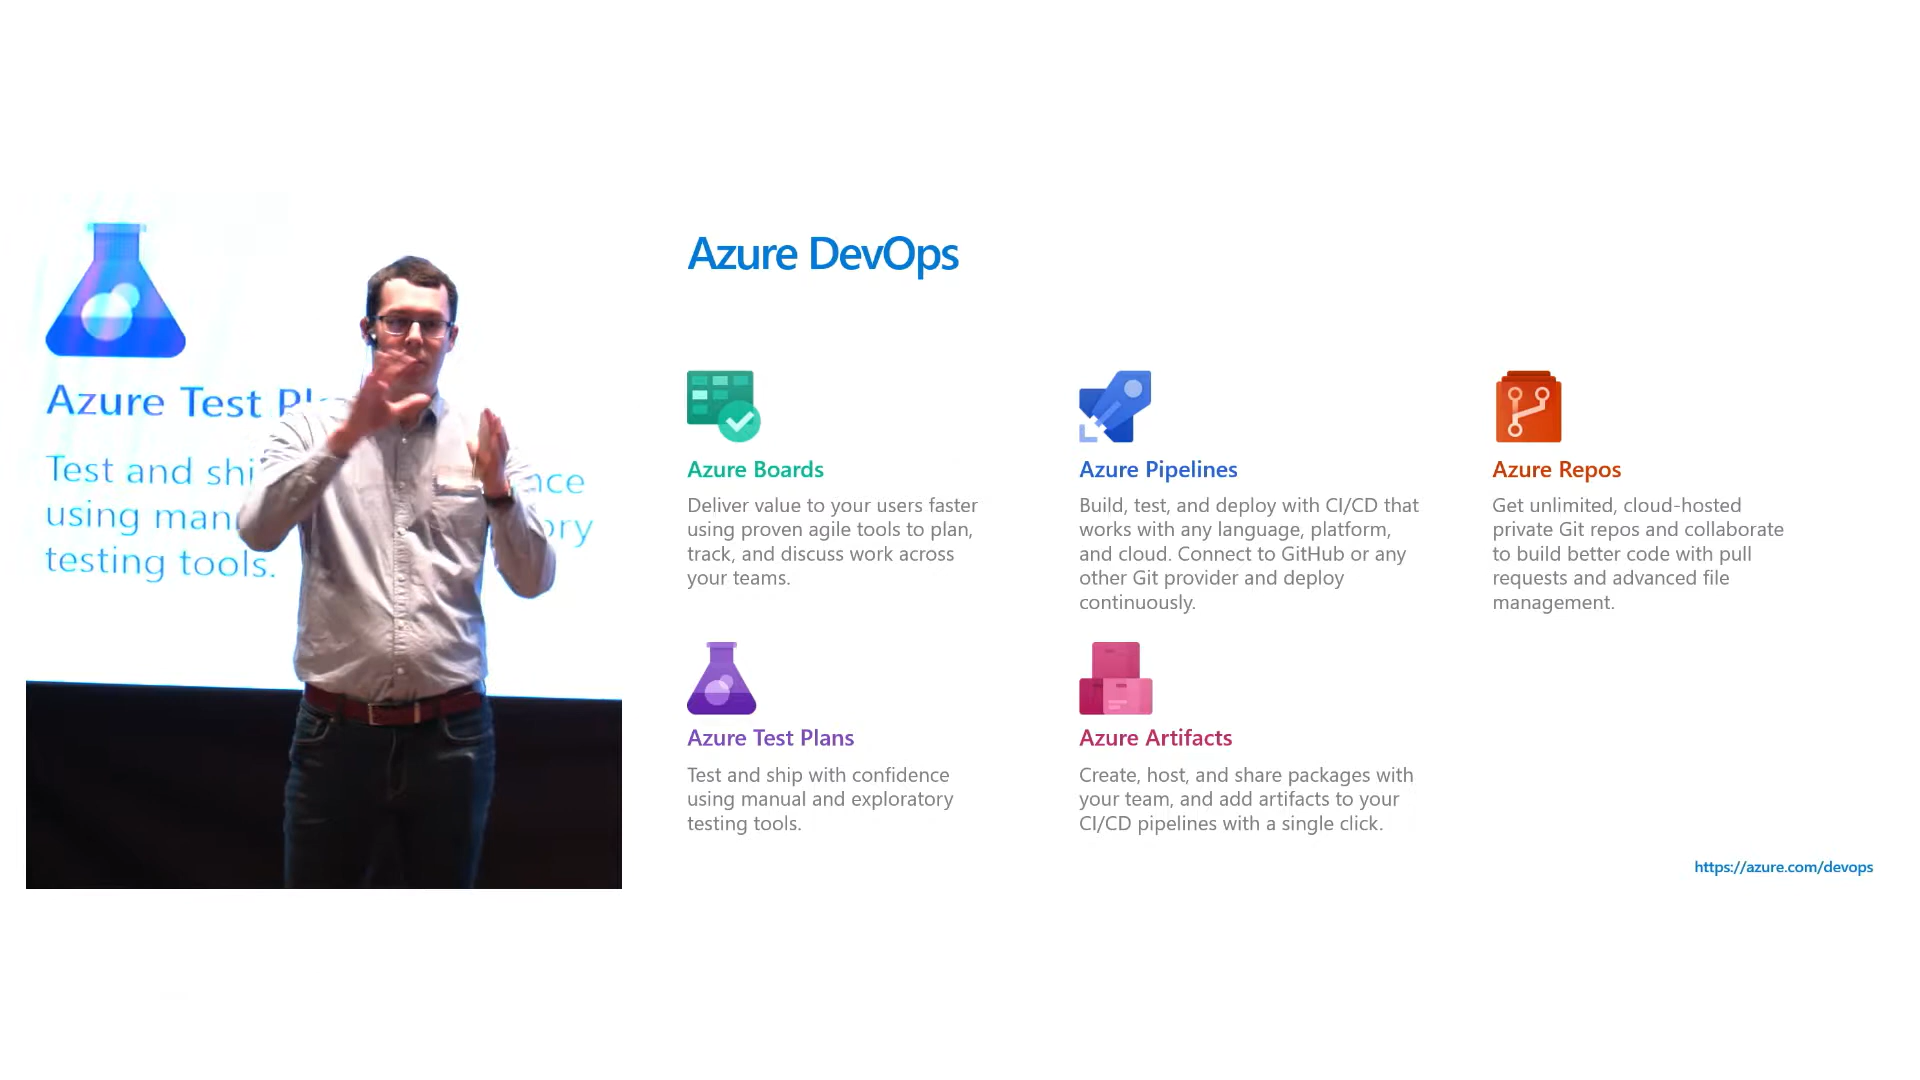 Azure Test
Test and
using
testing tools.
Azure DevOps
Azure Boards
Deliver value to your users faster
using proven agile tools to plan,
track, and discuss work across
your teams.
Azure Pipelines
Build, test, and deploy with CI/CD that
works with any language, platform,
and cloud. Connect to GitHub or any
other Git provider and deploy
continuously.
Azure Repos
Get unlimited, cloud-hosted
private Git repos and collaborate
to build better code with pull
requests and advanced file
management.
Azure Test Plans
Test and ship with confidence
using manual and exploratory
testing tools.
Azure Artifacts
Create, host, and share packages with
your team, and add artifacts to your
CI/CD pipelines with a single click.
https://azure.com/devops